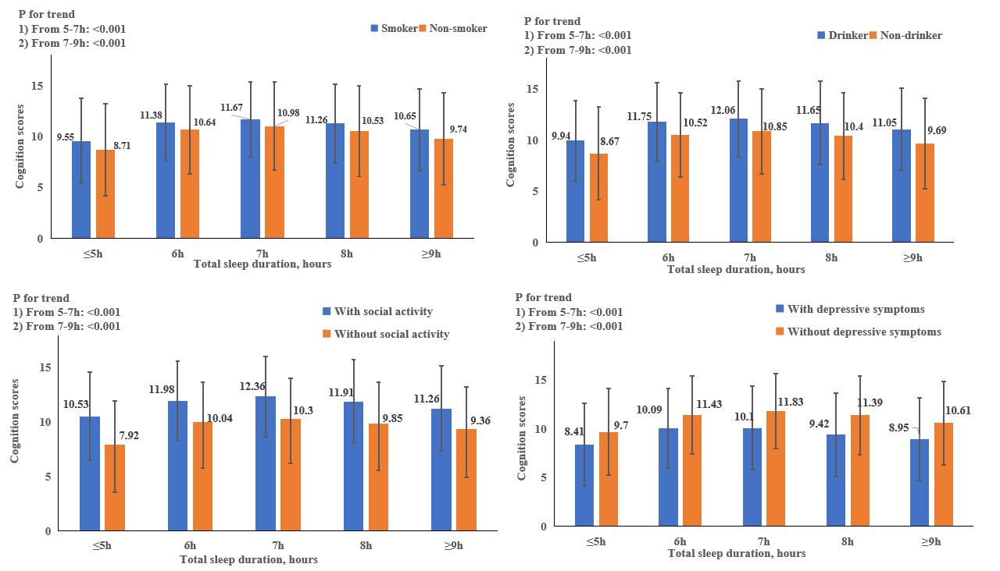 P for trend
1) From 5-7h: <0.001
2) From 7-9h: <0.001
Smoker Non-smoker
Cognition scores
15
10
5
0
9.55 8.71 11.38 10.64 11.67 10.98 11.26 10.53 10.65 9.74
≤5h 6h 7h 8h ≥9h
Total sleep duration, hours
P for trend
1) From 5-7h: <0.001
2) From 7-9h: <0.001
Drinker Non-drinker
Cognition scores
15
10
5
0
9.94 8.67 11.75 10.52 12.06 10.85 11.65 10.4 11.05 9.69
≤5h 6h 7h 8h ≥9h
Total sleep duration, hours
P for trend
1) From 5-7h: <0.001
2) From 7-9h: <0.001
With social activity
Without social activity
Cognition scores
15
10
5
0
10.53 7.92 11.98 10.04 12.36 10.3 11.91 9.85 11.26 9.36
≤5h 6h 7h 8h ≥9h
Total sleep duration, hours
P for trend
1) From 5-7h: <0.001
2) From 7-9h: <0.001
With depressive symptoms
Without depressive symptoms
Cognition scores
15
10
5
0
8.41 9.7 10.09 11.43 10.1 11.83 9.42 11.39 8.95 10.61
≤5h 6h 7h 8h ≥9h
Total sleep duration, hours